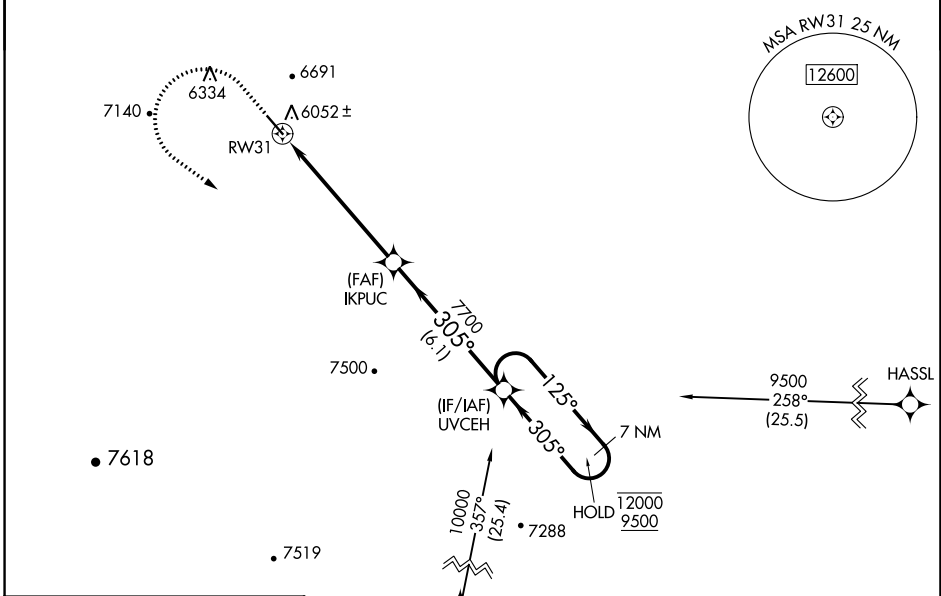 MSA RW31 25 NM
12600
6691
6334
7140
6052 ±
RW31
(FAF)
IKPUC
7700
305°
(6.1)
7500
(IF/IAF)
UVCEH
125°
305°
7 NM
HASSL
9500
258°
(25.5)
7618
HOLD
12000
9500
10000
357°
(25.4)
7288
7519